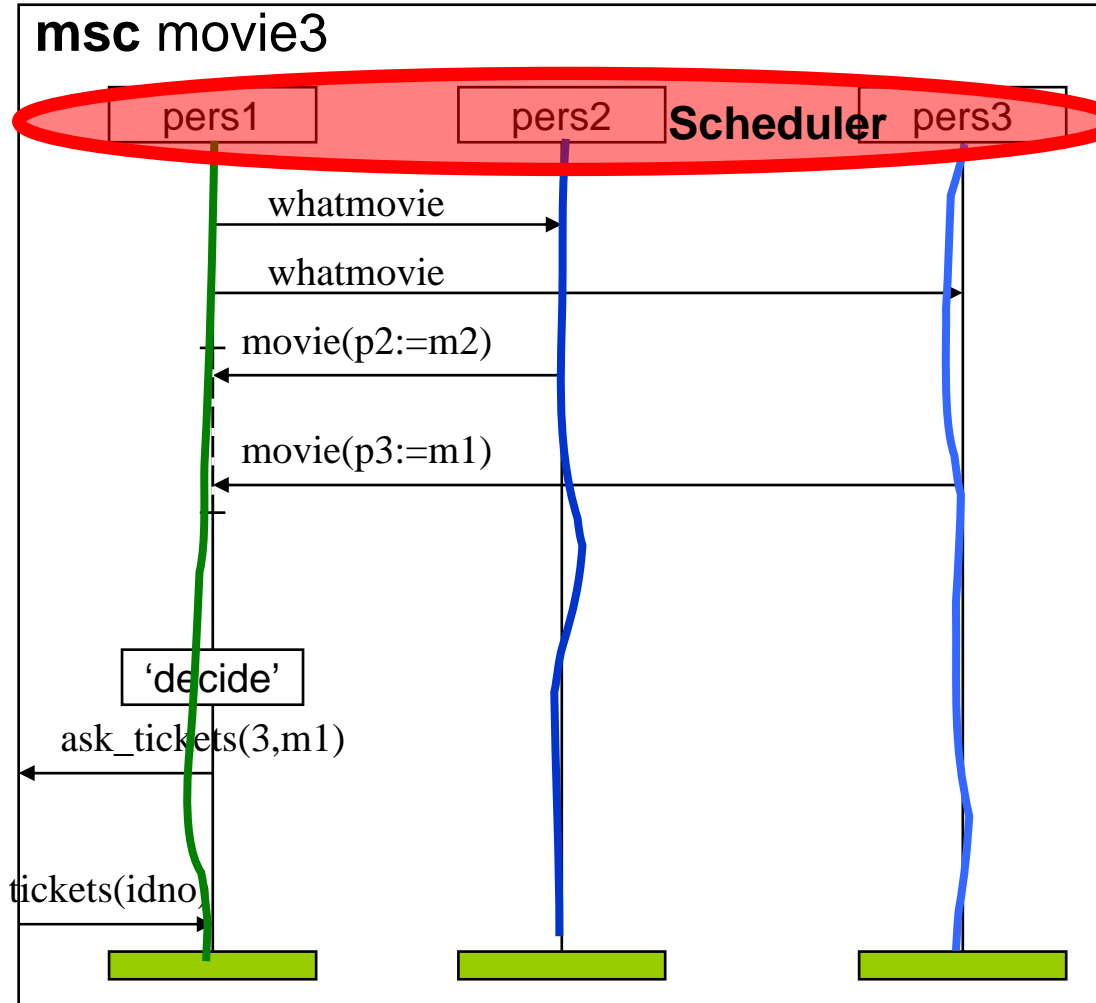 msc movie3
pers1 pers2 Scheduler pers3
whatmovie
whatmovie
movie(p2:=m2)
movie(p3:=m1)
‘decide’
ask_tickets(3,m1)
tickets(idno)